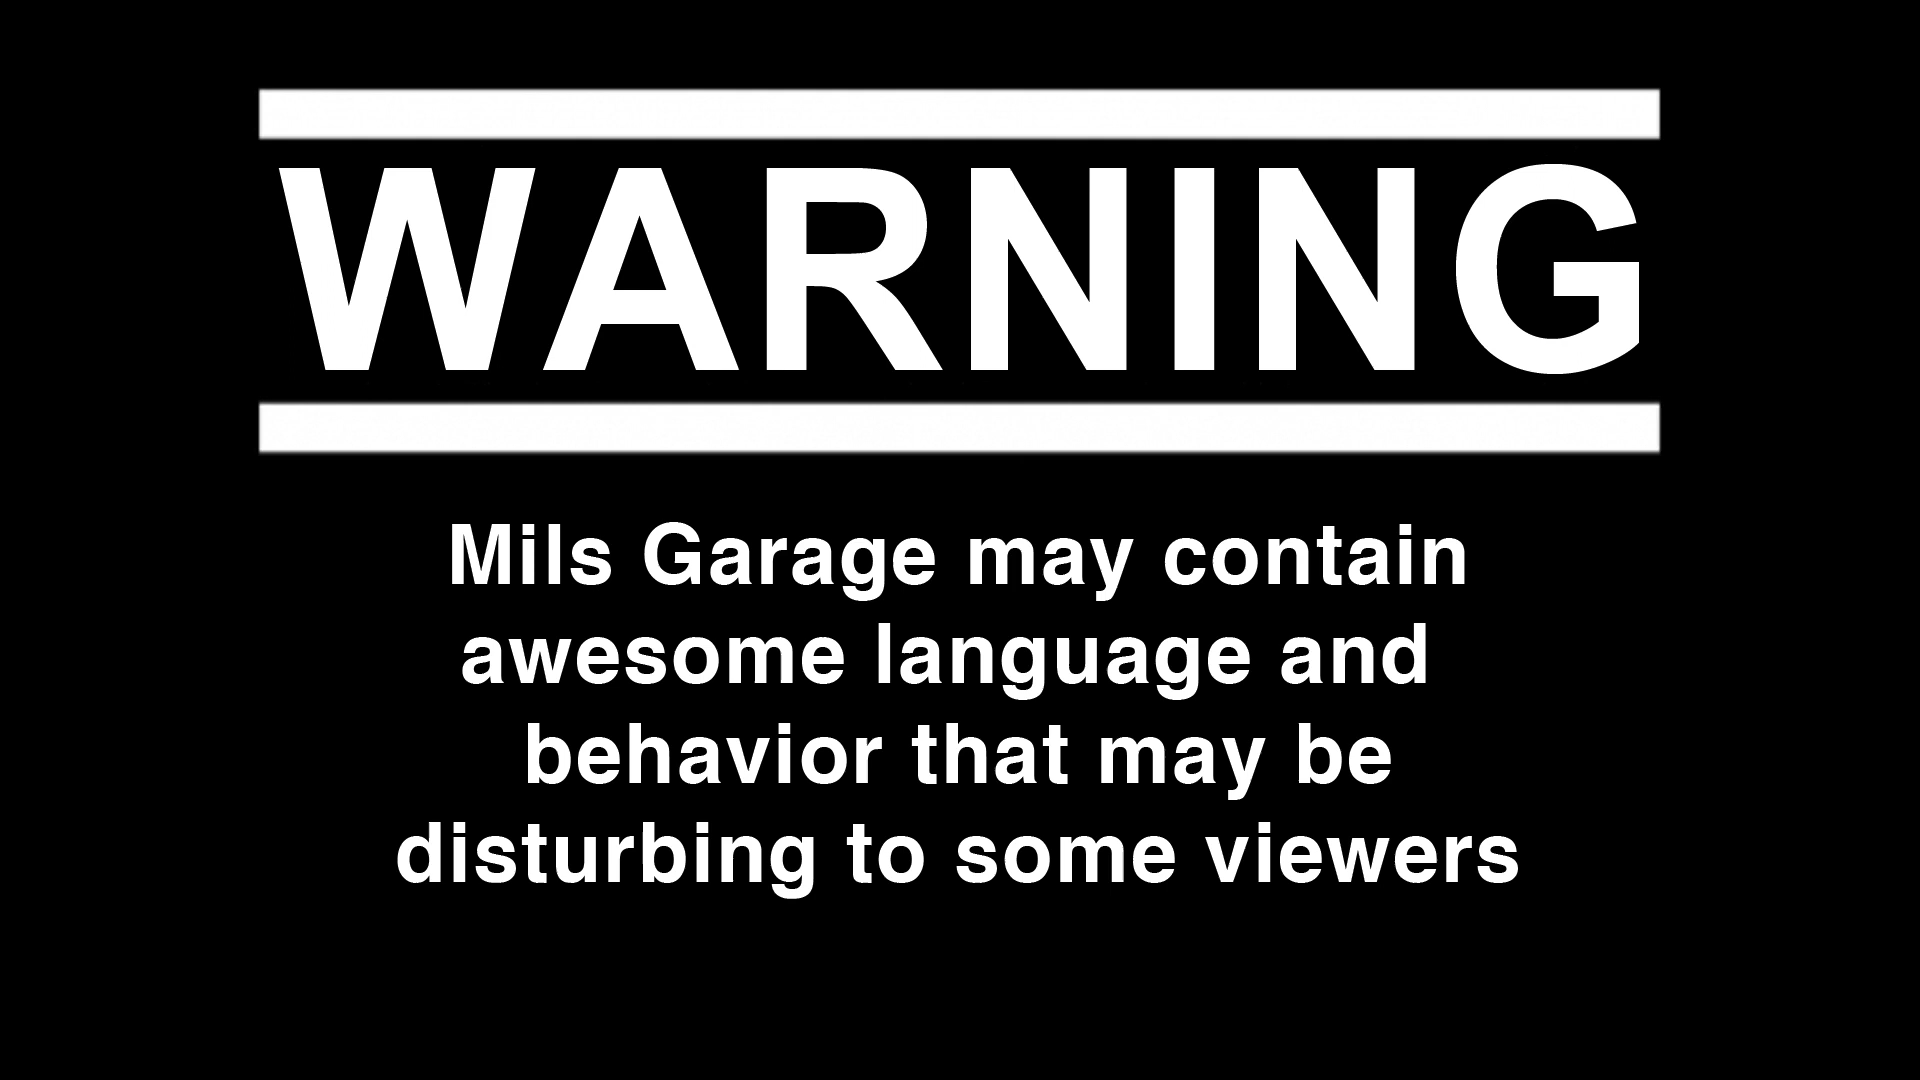 WARNING
Mils Garage may contain
awesome language and
behavior that may be
disturbing to some viewers